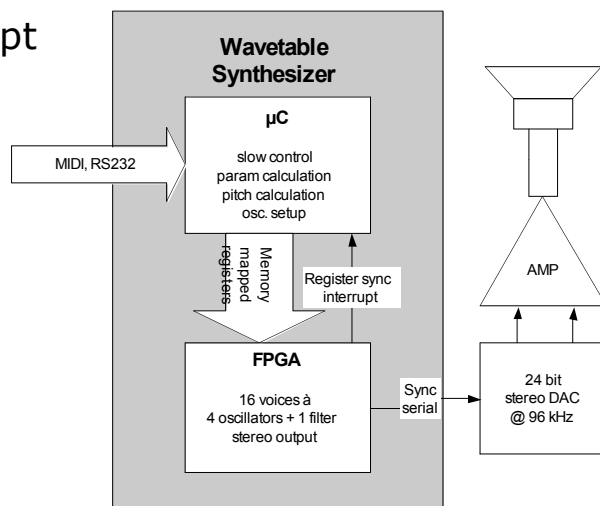 pt
Wavetable
Synthesizer
µC
slow control
param calculation
pitch calculation
osc. setup
MIDI, RS232
Memory
mapped
registers
Register sync
interrupt
FPGA
16 voices à
4 oscillators + 1 filter
stereo output
Sync
serial
AMP
24 bit
stereo DAC
@ 96 kHz